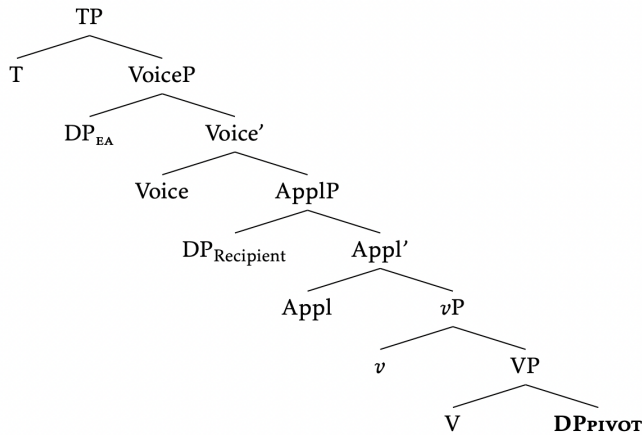 TP
T VoiceP
DPEA Voice’
Voice ApplP
DPRecipient Appl’
Appl vP
v VP
V DPPIVOT